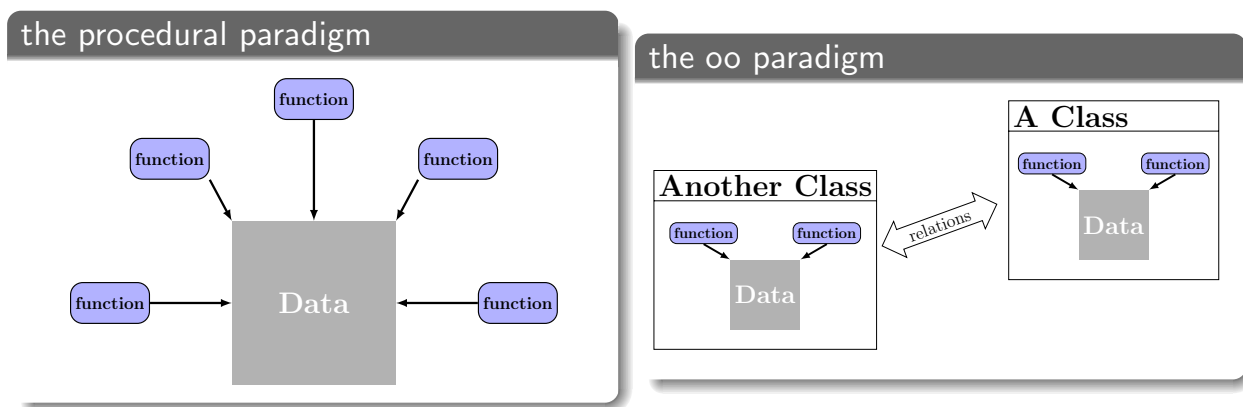 the procedural paradigm
function
function
function
function
Data
function
the oo paradigm
A Class
function
function
Data
Another Class
function
function
Data
relations